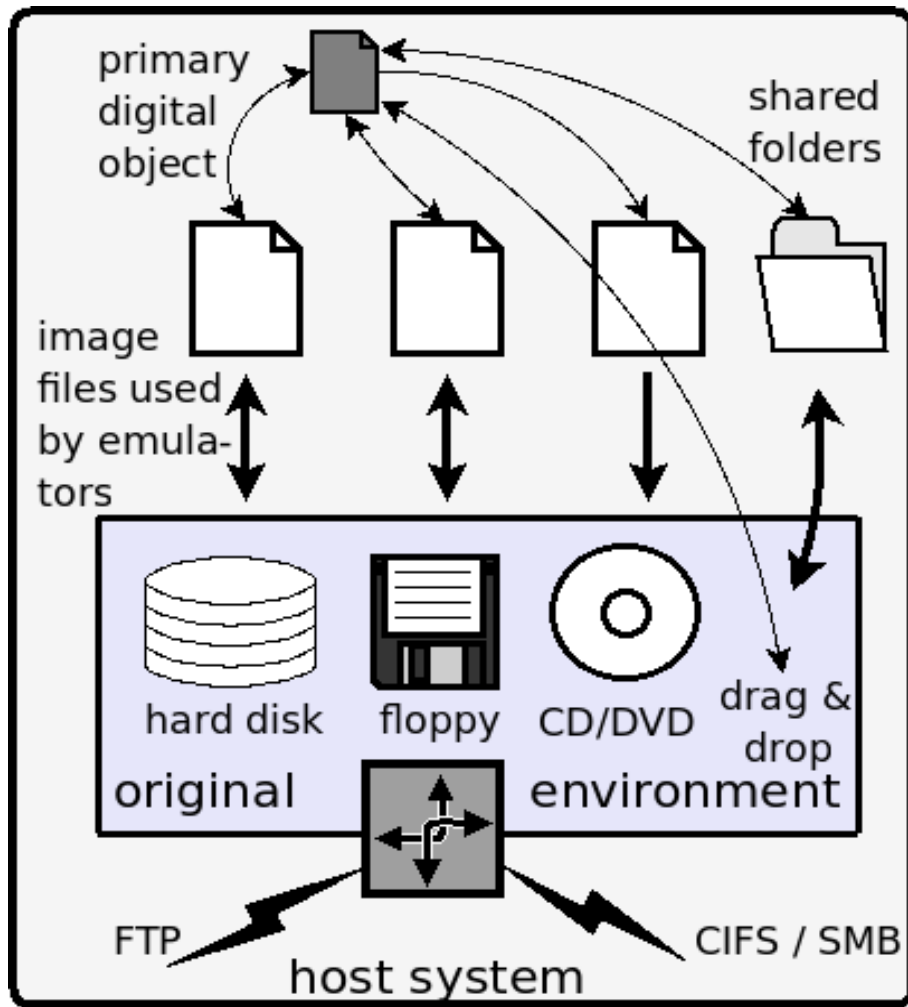 primary
digital
object
shared
folders
image
files used
by emula-
tors
hard disk
floppy
CD/DVD
drag &
drop
original
environment
FTP
CIFS / SMB
host system